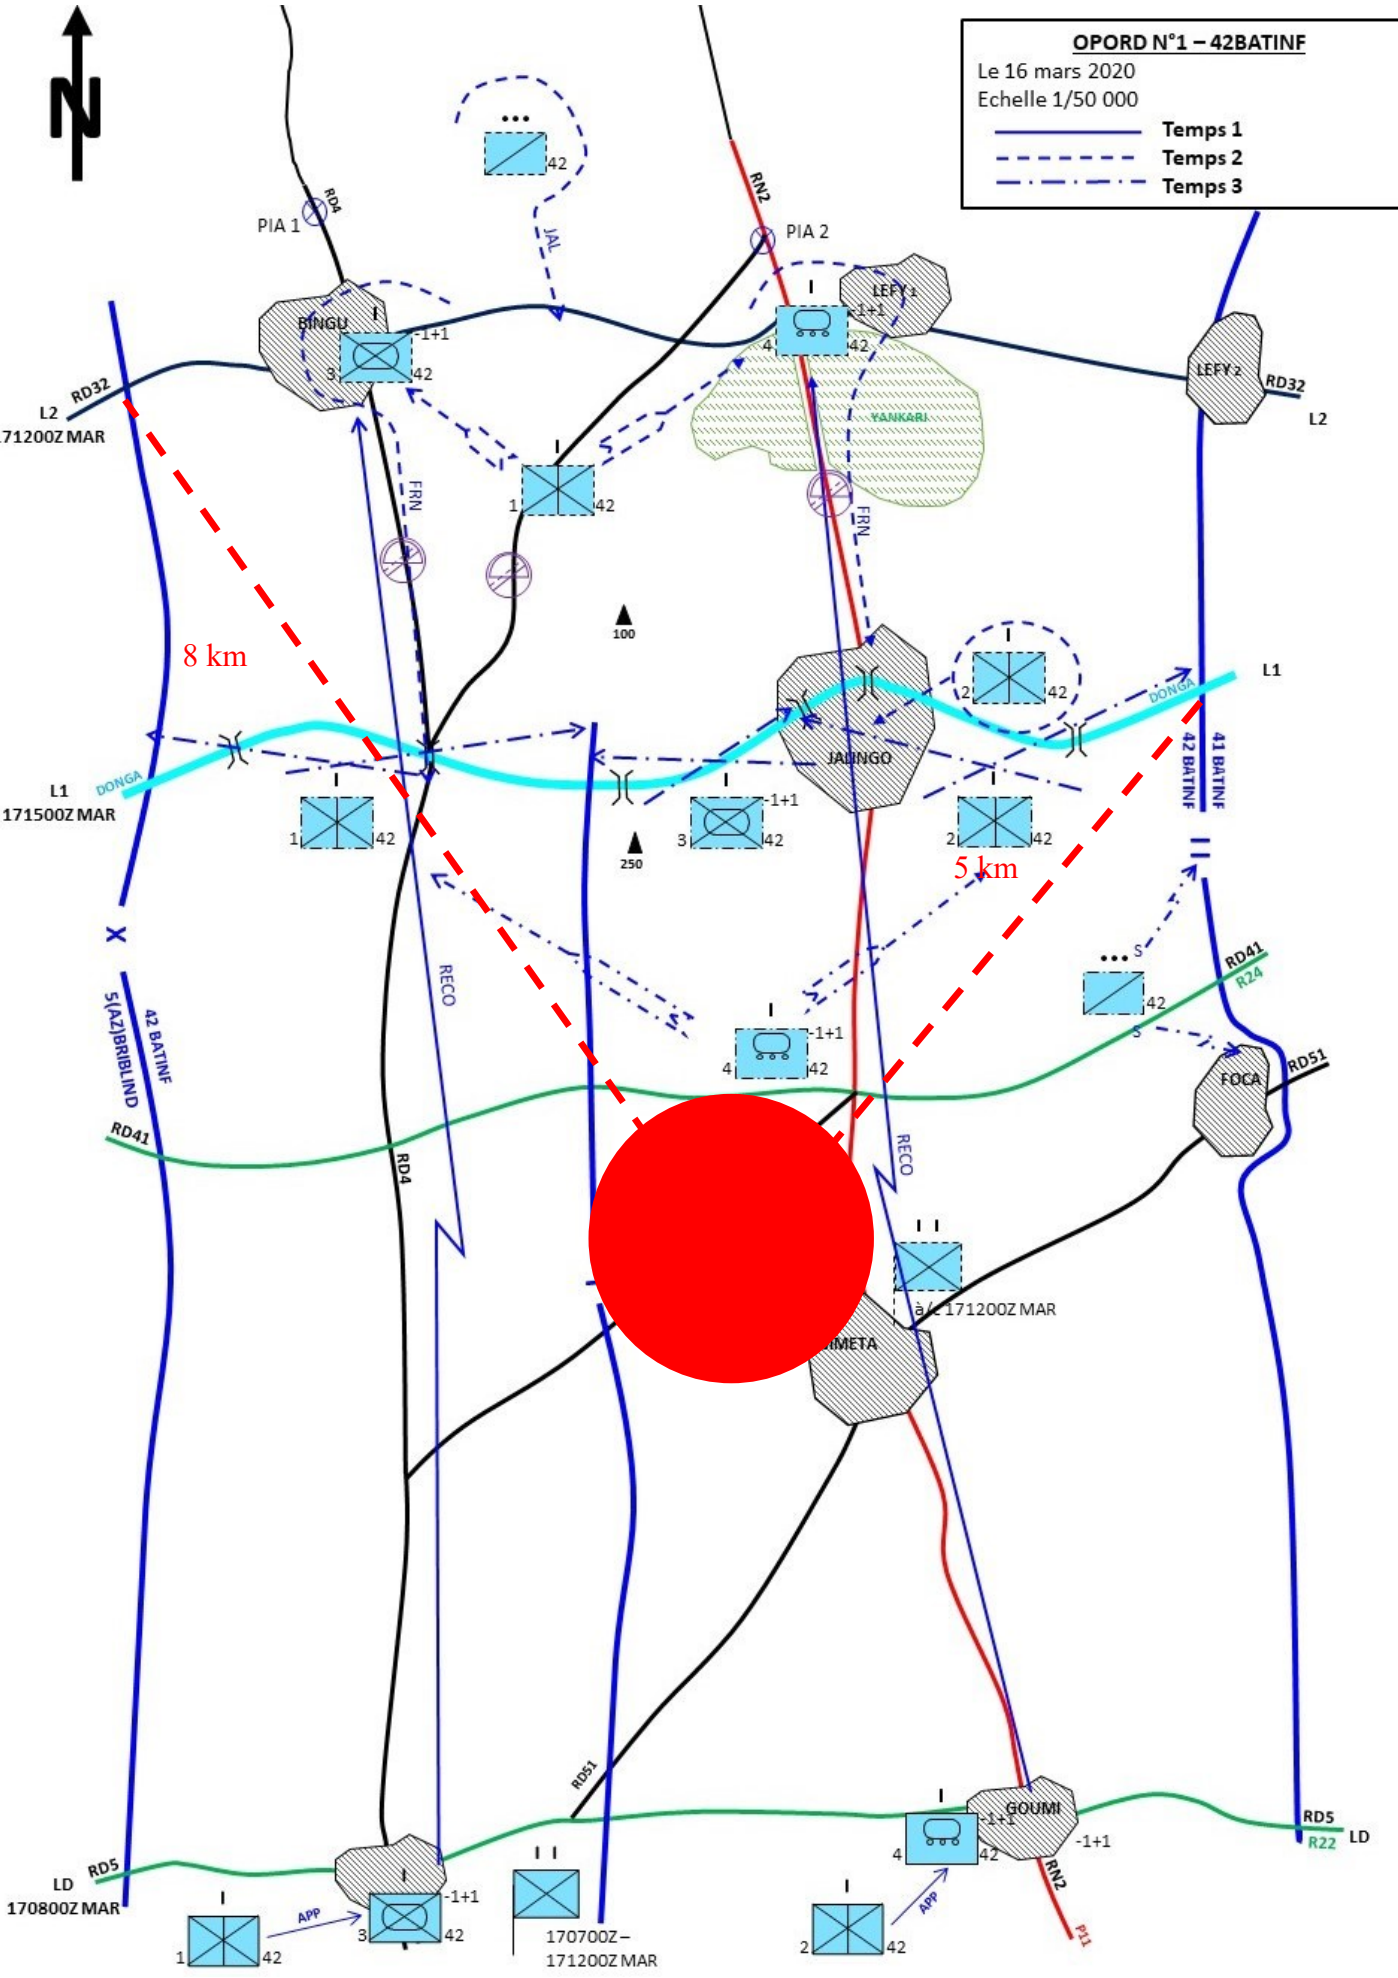 OPORD N°1 – 42BATINF
Le 16 mars 2020
Echelle 1/50 000
Temps 1
Temps 2
Temps 3
N
42
RD4
PIA 1
RN2
PIA 2
JAL
LEFY 1
BINGU
-1+1
3
42
-1+1
4
42
LEFY 2
RD32
RD32
L2
171200Z MAR
L2
YANKARI
1
42
FRN
FRN
100
8 km
2
42
L1
DONGA
DONGA
L1
171500Z MAR
JALINGO
41 BATINF
42 BATINF
1
42
-1+1
3
42
2
42
250
5 km
X
42 BATINF
5(AZ)BRIBLIND
RECO
S
42
S
RD41
R24
-1+1
4
42
FOCA
RD51
RD41
RD4
RECO
à/c 171200Z MAR
MMETA
RD51
GOUMI
-1+1
-1+1
4
42
RD5
R22
LD
RD5
LD
170800Z MAR
-1+1
3
42
APP
1
42
170700Z –
171200Z MAR
APP
2
42
RN2
P11